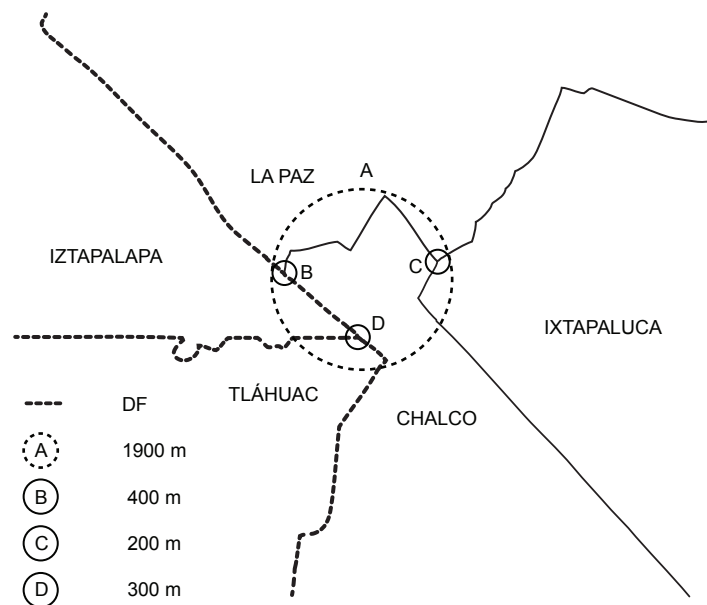 LA PAZ
A
IZTAPALAPA
B
C
D
IXTAPALUCA
TLÁHUAC
CHALCO
DF
A 1900 m
B 400 m
C 200 m
D 300 m